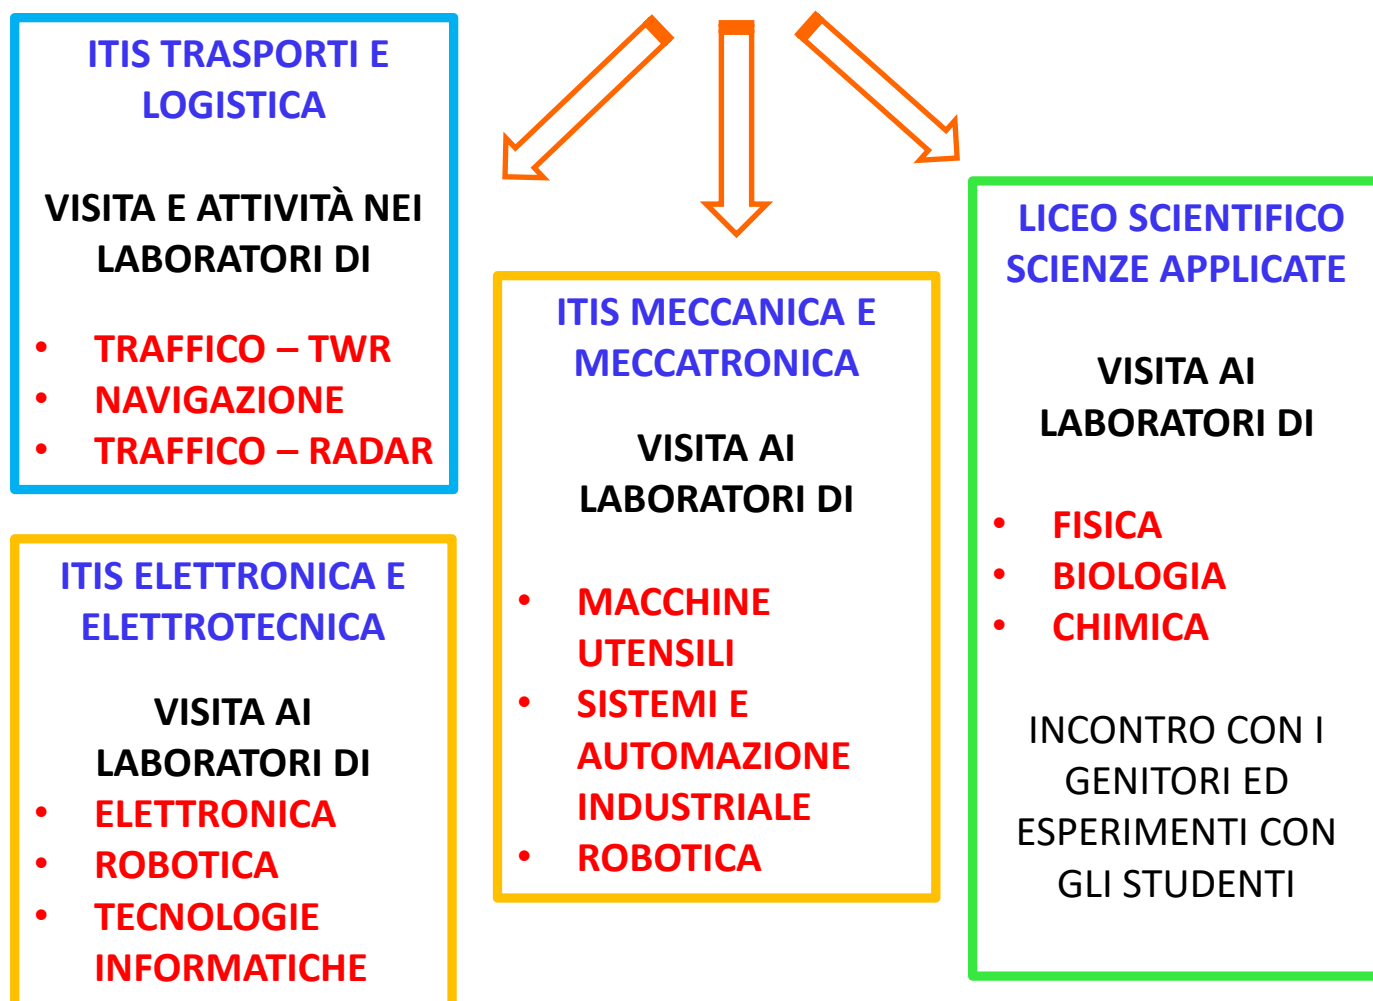 ITIS TRASPORTI E
LOGISTICA
VISITA E ATTIVITÀ NEI
LABORATORI DI
• TRAFFICO – TWR
• NAVIGAZIONE
• TRAFFICO – RADAR
ITIS ELETTRONICA E
ELETTROTECNICA
VISITA AI
LABORATORI DI
• ELETTRONICA
• ROBOTICA
• TECNOLOGIE
INFORMATICHE
ITIS MECCANICA E
MECCATRONICA
VISITA AI
LABORATORI DI
• MACCHINE
UTENSILI
• SISTEMI E
AUTOMAZIONE
INDUSTRIALE
• ROBOTICA
LICEO SCIENTIFICO
SCIENZE APPLICATE
VISITA AI
LABORATORI DI
• FISICA
• BIOLOGIA
• CHIMICA
INCONTRO CON I
GENITORI ED
ESPERIMENTI CON
GLI STUDENTI